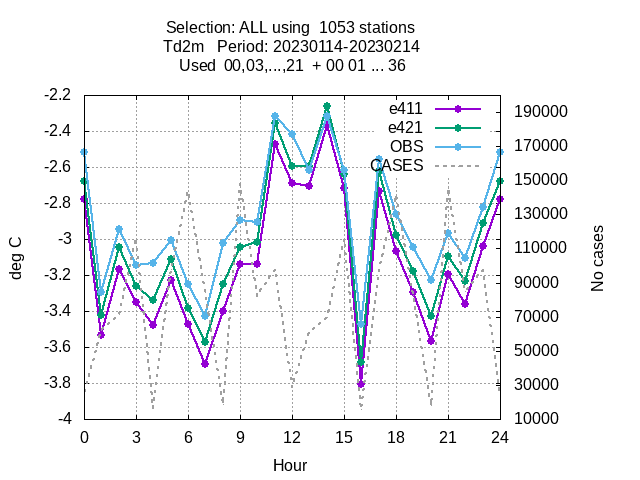 Selection: ALL using  1053 stations
Td2m   Period: 20230114-20230214
Used  00,03,...,21  + 00 01 ... 36
-2.2
-2.4
-2.6
-2.8
-3
-3.2
-3.4
-3.6
-3.8
-4
deg C
e411
e421
OBS
CASES
190000
170000
150000
130000
110000
90000
70000
50000
30000
10000
No cases
0 3 6 9 12 15 18 21 24
Hour